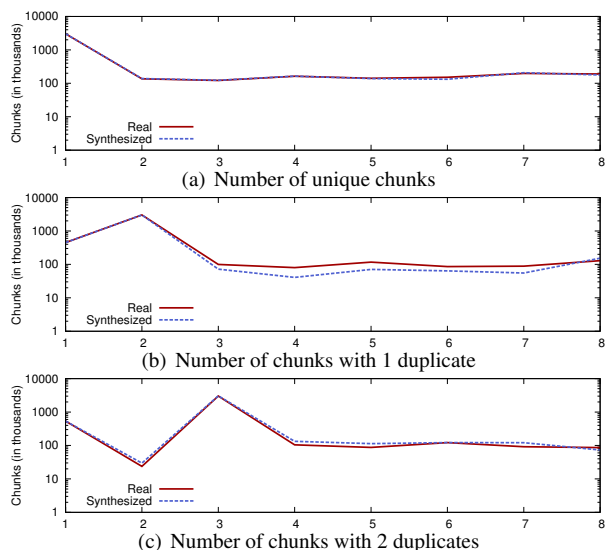 10000
1000
100
10
1
Chunks (in thousands)
Real
Synthesized
1 2 3 4 5 6 7 8
(a) Number of unique chunks
10000
1000
100
10
1
Chunks (in thousands)
Real
Synthesized
1 2 3 4 5 6 7 8
(b) Number of chunks with 1 duplicate
10000
1000
100
10
1
Chunks (in thousands)
Real
Synthesized
1 2 3 4 5 6 7 8
(c) Number of chunks with 2 duplicates